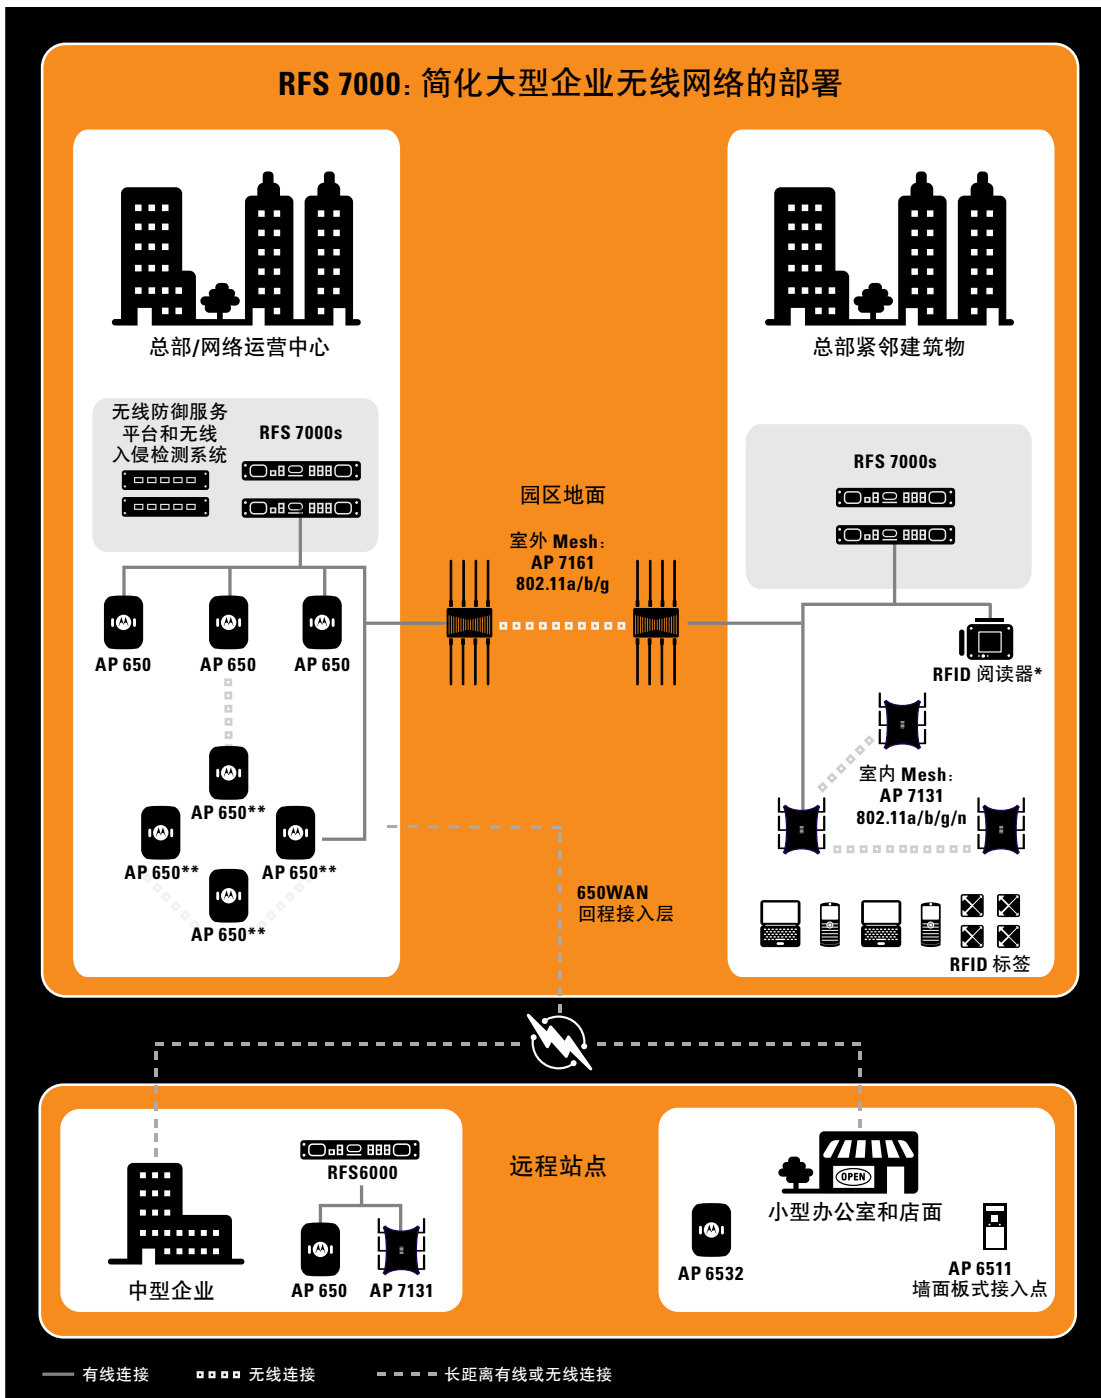 RFS 7000：简化大型企业无线网络的部署
总部/网络运营中心
无线防御服务
平台和无线
入侵检测系统
RFS 7000s
AP 650
AP 650
AP 650
AP 650**
AP 650**
AP 650**
AP 650**
园区地面
室外 Mesh：
AP 7161
802.11a/b/g
650WAN
回程接入层
总部紧邻建筑物
RFS 7000s
RFID 阅读器*
室内 Mesh：
AP 7131
802.11a/b/g/n
RFID 标签
远程站点
中型企业
RFS6000
AP 650
AP 7131
OPEN
小型办公室和店面
AP 6532
AP 6511
墙面板式接入点
有线连接
无线连接
长距离有线或无线连接